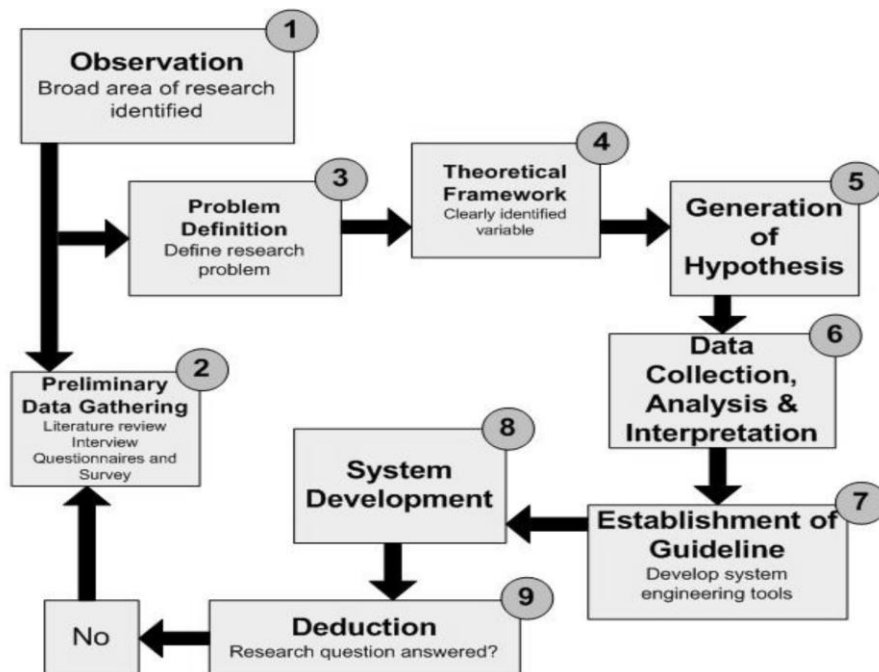 1
Observation
Broad area of research
identified
2
Preliminary
Data Gathering
Literature review
Interview
Questionnaires and
Survey
3
Problem
Definition
Define research
problem
4
Theoretical
Framework
Clearly identified
variable
5
Generation
of
Hypothesis
6
Data
Collection,
Analysis &
Interpretation
7
Establishment of
Guideline
Develop system
engineering tools
8
System
Development
9
Deduction
Research question answered?
No